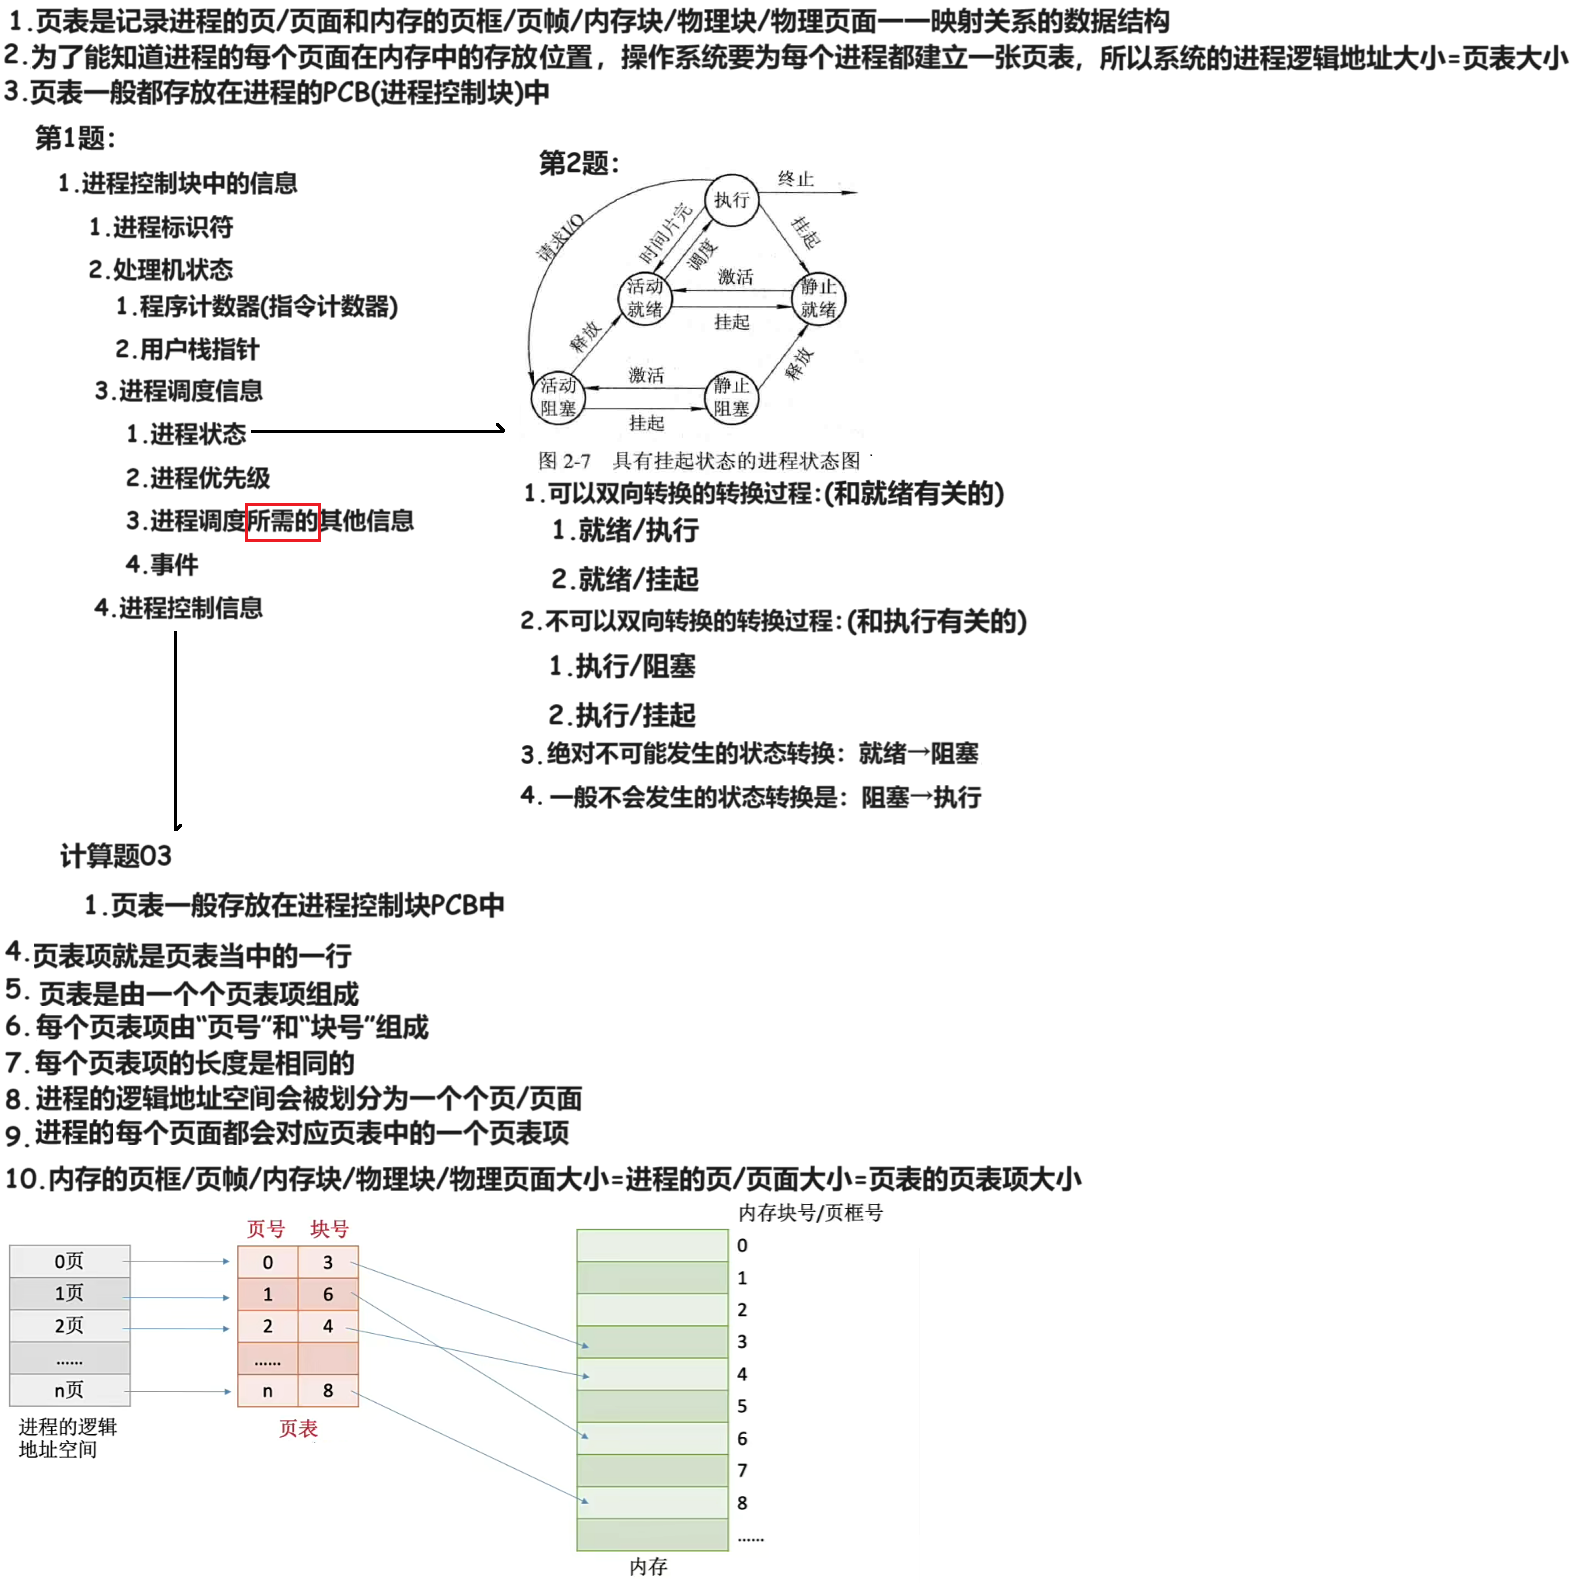 1.页表是记录进程的页/页面和内存的页框/页帧/内存块/物理块/物理页面一一映射关系的数据结构
2.为了能知道进程的每个页面在内存中的存放位置，操作系统要为每个进程都建立一张页表，所以系统的进程逻辑地址大小=页表大小
3.页表一般都存放在进程的PCB(进程控制块)中
第1题：
1.进程控制块中的信息
1.进程标识符
2.处理机状态
1.程序计数器(指令计数器)
2.用户栈指针
3.进程调度信息
1.进程状态
2.进程优先级
3.进程调度所需的其他信息
4.事件
4.进程控制信息
计算题03
1.页表一般存放在进程控制块PCB中
第2题：
执行
终止
请求I/O
时间片完
调度
挂起
活动
就绪
激活
挂起
静止
就绪
释放
释放
活动
阻塞
激活
挂起
静止
阻塞
图 2-7 具有挂起状态的进程状态图
1.可以双向转换的转换过程：(和就绪有关的)
1.就绪/执行
2.就绪/挂起
2.不可以双向转换的转换过程：(和执行有关的)
1.执行/阻塞
2.执行/挂起
3.绝对不可能发生的状态转换：就绪→阻塞
4.一般不会发生的状态转换是：阻塞→执行
4.页表项就是页表当中的一行
5.页表是由一个个页表项组成
6.每个页表项由“页号”和“块号”组成
7.每个页表项的长度是相同的
8.进程的逻辑地址空间会被划分为一个个页/页面
9.进程的每个页面都会对应页表中的一个页表项
10.内存的页框/页帧/内存块/物理块/物理页面大小=进程的页/页面大小=页表的页表项大小
0页
1页
2页
……
n页
进程的逻辑
地址空间
页号 块号
0 3
1 6
2 4
……
n 8
页表
内存块号/页框号
0
1
2
3
4
5
6
7
8
……
内存